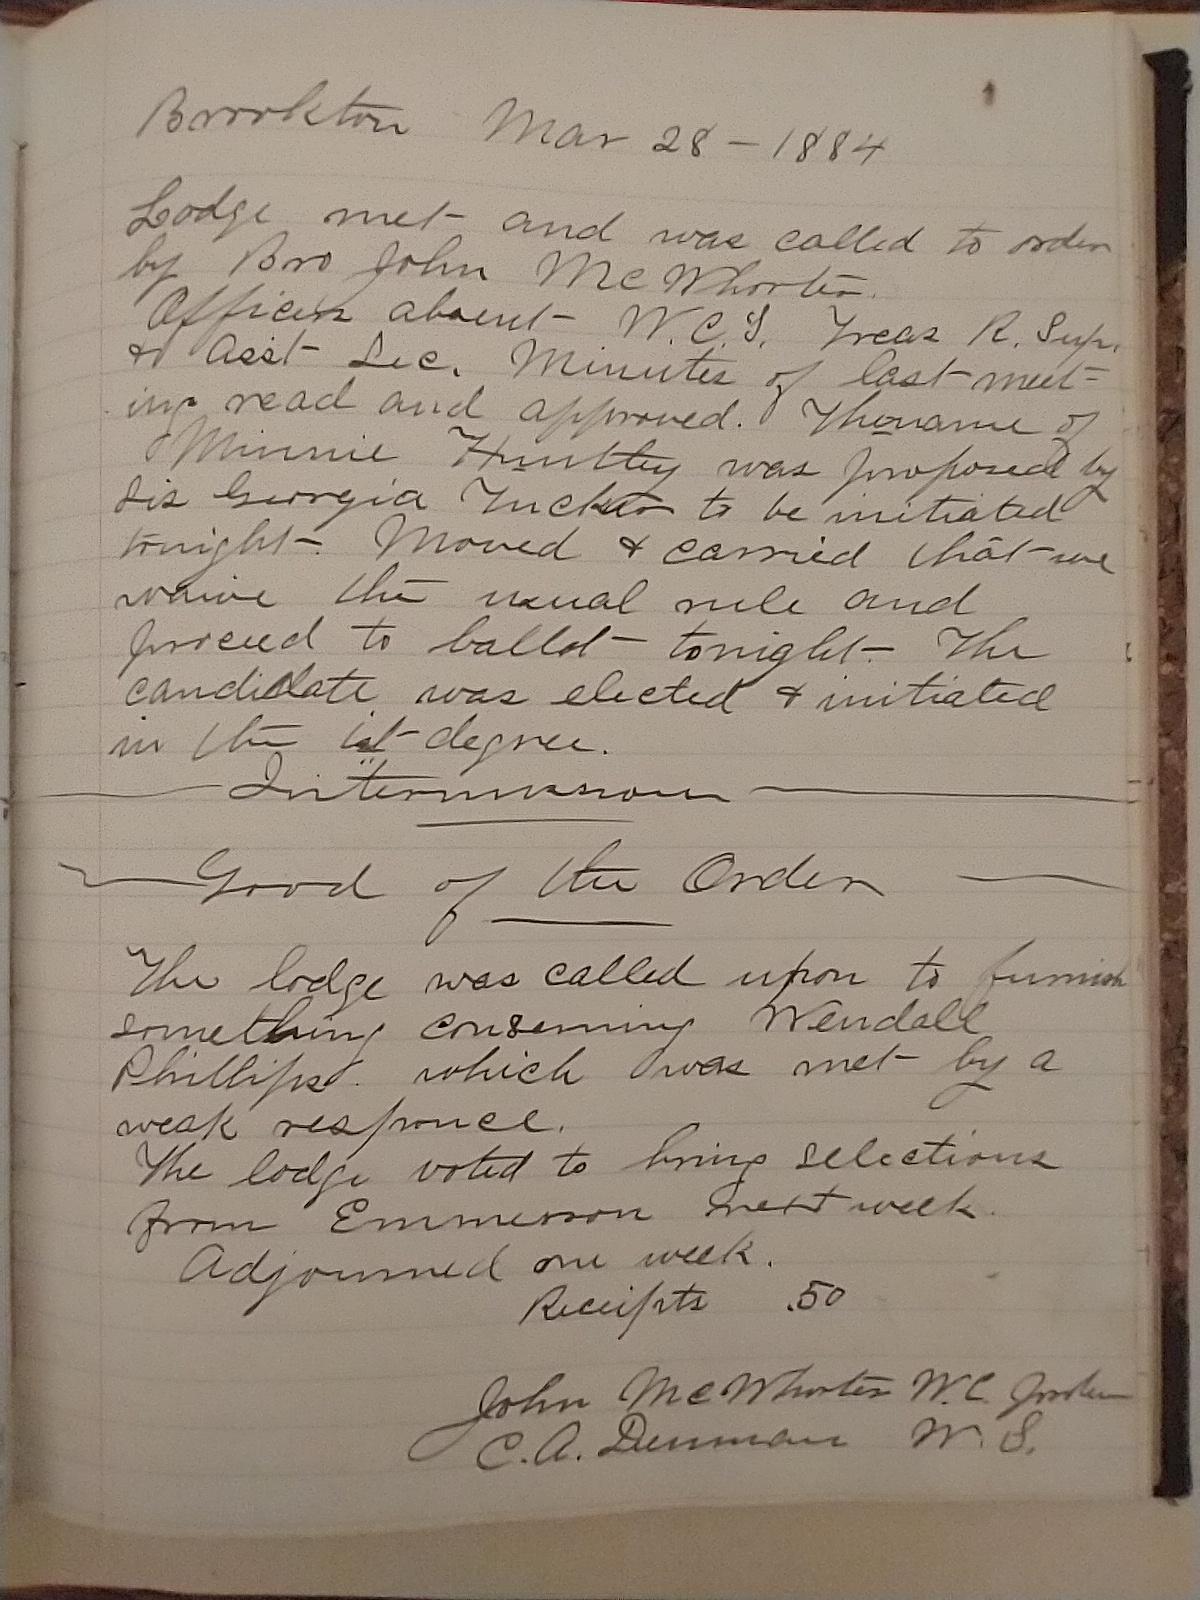 Brookton Mar 28 - 1884
Lodge met and was called to order
by Bro John McWhorter.
Officers absent W.C.T. Treas R. Sup.
& Asst Sec. Minutes of last meet=
ing read and approved. The name of
Minnie Huntley was proposed by
Sis Georgia Tucker to be initiated
tonight. Moved & carried that we
waive the usual rule and
proceed to ballot tonight. The
candidate was elected & initiated
in the 1st degree.
Intermission
Good of the Order
The lodge was called upon to furnish
something conserning Wendall
Phillips. which was met by a
weak responce.
The lodge voted to bring selections
from Emmerson next week.
Adjourned one week.
Receipts .50
John McWhorter W.C.
C.A. Denman W.S.